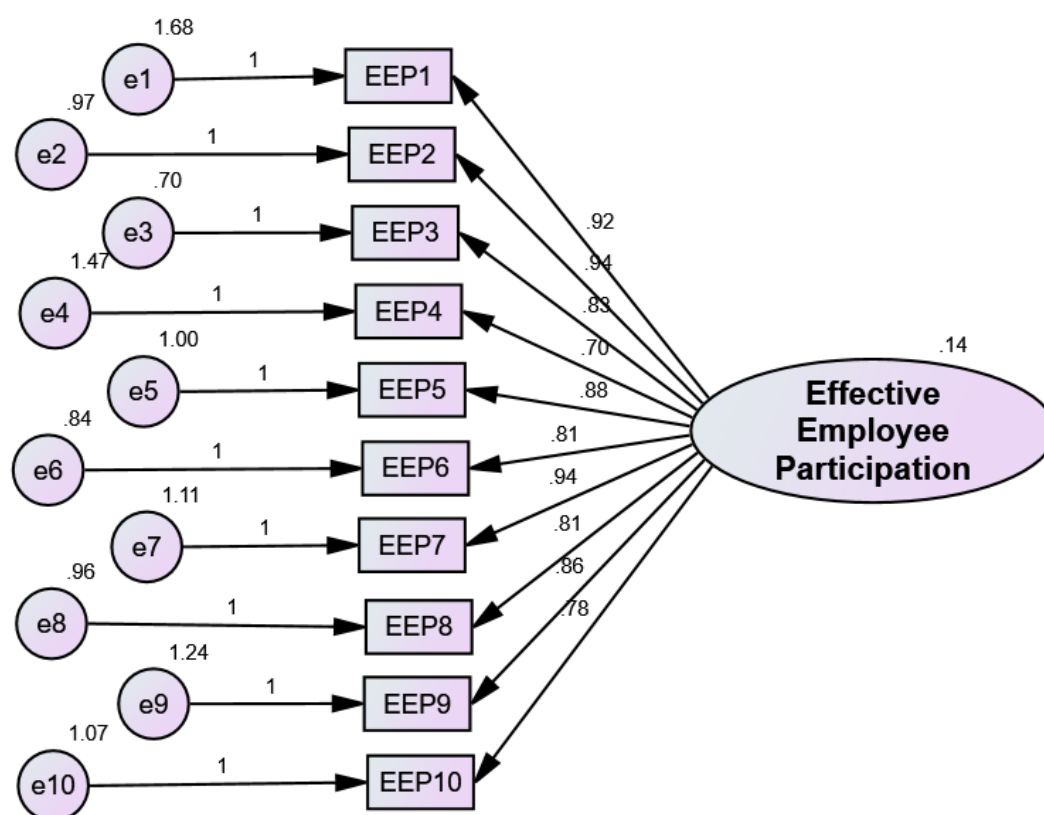 1.68
e1
1
EEP1
.97
e2
1
EEP2
.70
e3
1
EEP3
1.47
e4
1
EEP4
1.00
e5
1
EEP5
.84
e6
1
EEP6
1.11
e7
1
EEP7
.96
e8
1
EEP8
1.24
e9
1
EEP9
1.07
e10
1
EEP10
.92
.94
.83
.70
.88
.81
.94
.81
.86
.78
.14
Effective
Employee
Participation